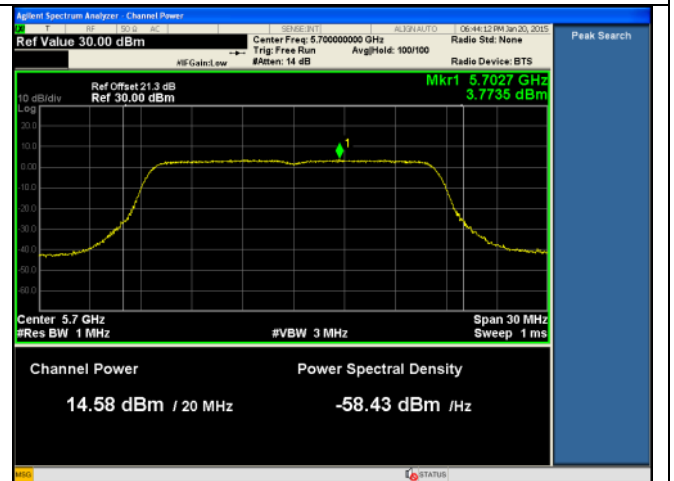 Agilent Spectrum Analyzer - Channel Power
T RF 50 Ω AC SENSE:INT ALIGN AUTO 06:44:12 PM Jan 20, 2015
Ref Value 30.00 dBm Center Freq: 5.700000000 GHz Radio Std: None Peak Search
Trig: Free Run Avg|Hold: 100/100
#IFGain:Low #Atten: 14 dB Radio Device: BTS
Mkr1 5.7027 GHz
3.7735 dBm
Ref Offset 21.3 dB
10 dB/div Ref 30.00 dBm
Log
20.0
10.0
1
0.00
-10.0
-20.0
-30.0
-40.0
-50.0
-60.0
Center 5.7 GHz Span 30 MHz
#Res BW 1 MHz #VBW 3 MHz Sweep 1 ms
Channel Power Power Spectral Density
14.58 dBm / 20 MHz -58.43 dBm /Hz
MSG STATUS